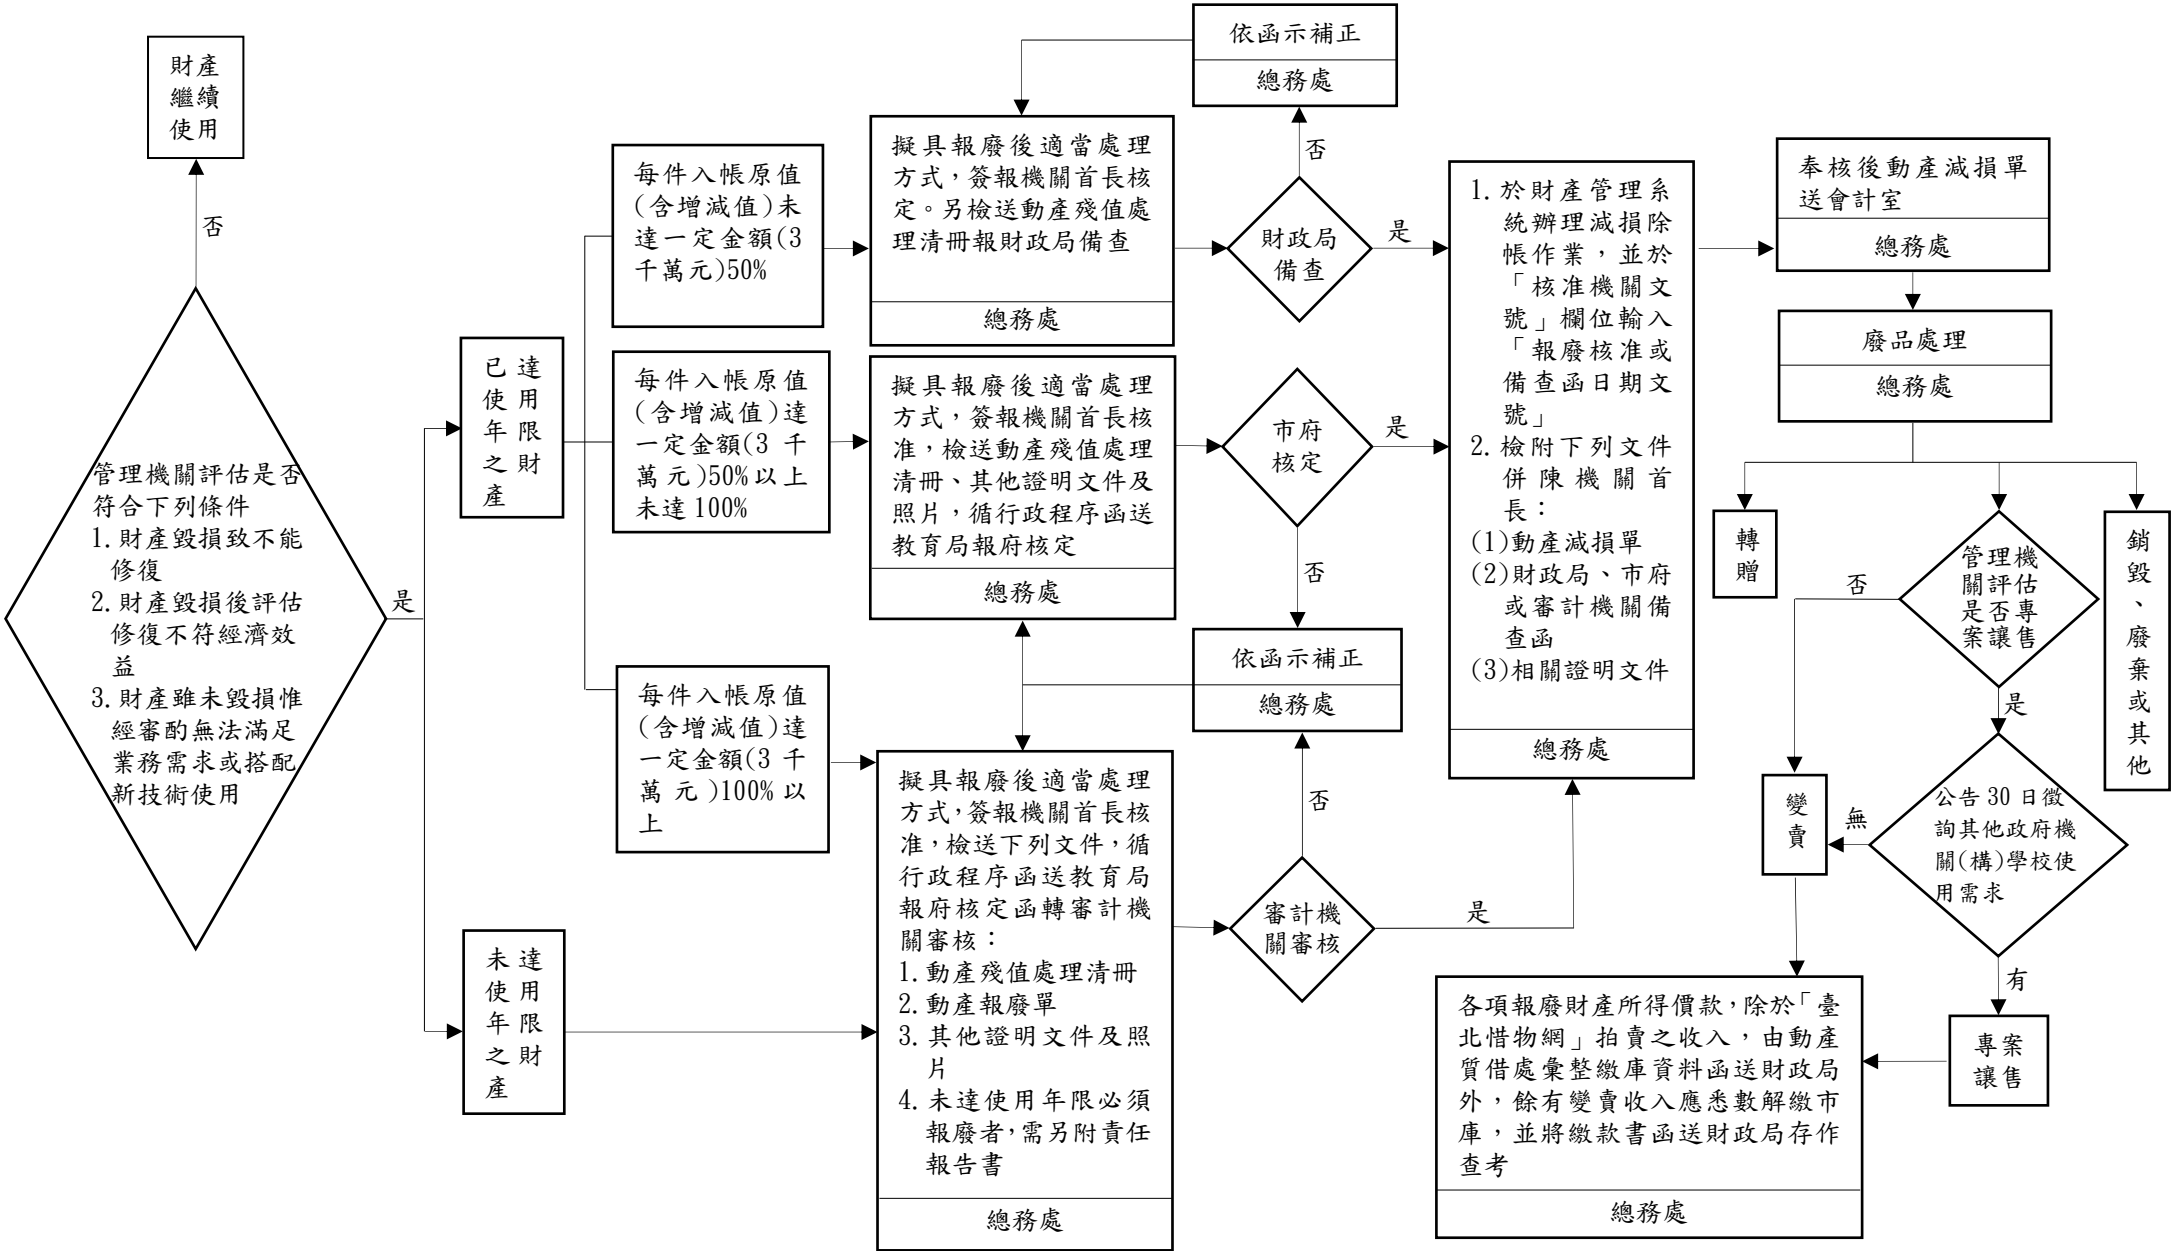 財產
繼續
使用
否
管理機關評估是否
符合下列條件
1.財產毀損致不能
修復
2.財產毀損後評估
修復不符經濟效
益
3.財產雖未毀損惟
經審酌無法滿足
業務需求或搭配
新技術使用
是
已達
使用
年限
之財
產
未達
使用
年限
之財
產
每件入帳原值
(含增減值)未
達一定金額(3
千萬元)50%
每件入帳原值
(含增減值)達
一定金額(3 千
萬元)50%以上
未達100%
每件入帳原值
(含增減值)達
一定金額(3 千
萬元)100%以
上
擬具報廢後適當處理
方式,簽報機關首長核
定。另檢送動產殘值處
理清冊報財政局備查
總務處
擬具報廢後適當處理
方式,簽報機關首長核
准,檢送動產殘值處理
清冊、其他證明文件及
照片,循行政程序函送
教育局報府核定
總務處
擬具報廢後適當處理
方式,簽報機關首長核
准,檢送下列文件,循
行政程序函送教育局
報府核定函轉審計機
關審核:
1.動產殘值處理清冊
2.動產報廢單
3.其他證明文件及照
片
4.未達使用年限必須
報廢者,需另附責任
報告書
總務處
依函示補正
總務處
否
財政局
備查
是
市府
核定
是
否
依函示補正
總務處
否
審計機
關審核
是
1.於財產管理系
統辦理減損除
帳作業,並於
「核准機關文
號」欄位輸入
「報廢核准或
備查函日期文
號」
2.檢附下列文件
併陳機關首
長:
(1)動產減損單
(2)財政局、市府
或審計機關備
查函
(3)相關證明文件
總務處
奉核後動產減損單
送會計室
總務處
廢品處理
總務處
轉
贈
管理機
關評估
是否專
案讓售
否
是
銷
毀
、
廢
棄
或
其
他
變
賣
無
公告30日徵
詢其他政府機
關(構)學校使
用需求
有
專案
讓售
各項報廢財產所得價款,除於「臺
北惜物網」拍賣之收入,由動產
質借處彙整繳庫資料函送財政局
外,餘有變賣收入應悉數解繳市
庫,並將繳款書函送財政局存作
查考
總務處